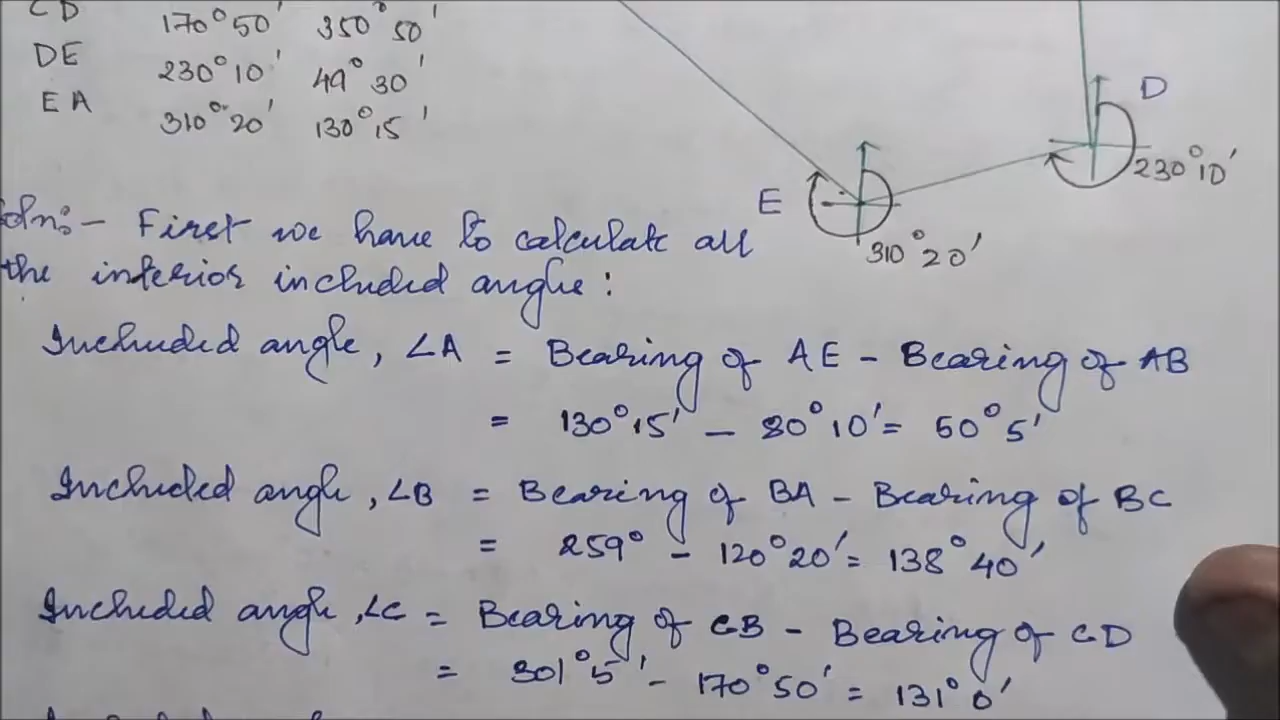 CD 170°50' 350°50'
DE 230°10' 49°30'
EA 310°20' 130°15'
D
230°10'
E
310°20'
Soln:- First we have to calculate all
the interior included angle:
Included angle, ∠A = Bearing of AE - Bearing of AB
= 130°15' - 80°10' = 50°5'
Included angle, ∠B = Bearing of BA - Bearing of BC
= 259° - 120°20' = 138°40'
Included angle, ∠C = Bearing of CB - Bearing of CD
= 301°5' - 170°50' = 131°0'